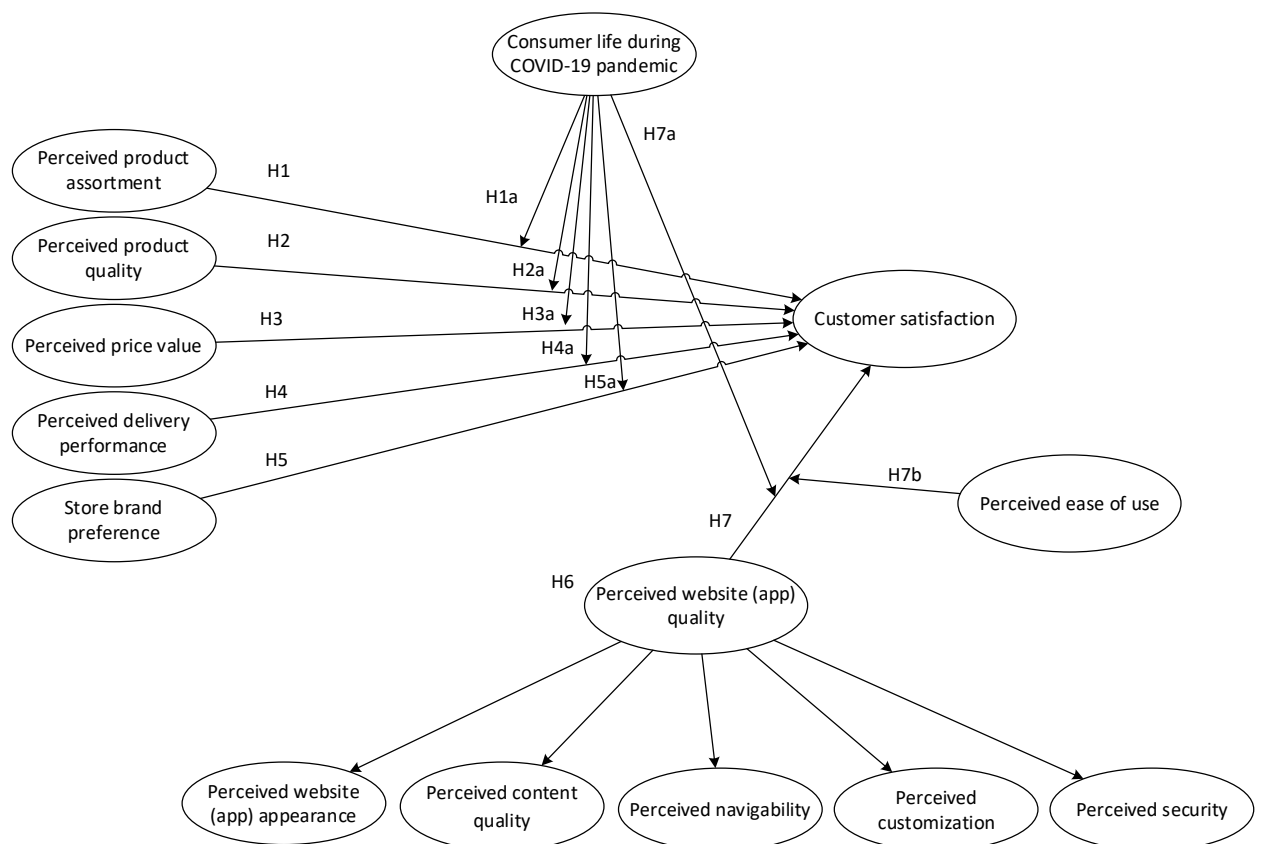 Consumer life during
COVID-19 pandemic
H7a
Perceived product
assortment
H1
H1a
Perceived product
quality
H2
H2a
H3a
Perceived price value
H3
H4a
Customer satisfaction
H5a
Perceived delivery
performance
H4
H5
Store brand
preference
H7b
Perceived ease of use
H7
H6
Perceived website (app)
quality
Perceived website
(app) appearance
Perceived content
quality
Perceived navigability
Perceived
customization
Perceived security